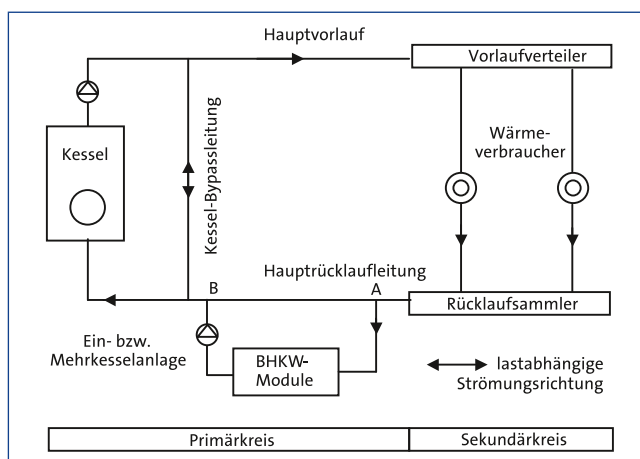 Hauptvorlauf
Vorlaufverteiler
Kessel
Kessel-Bypassleitung
Wärme-
verbraucher
Hauptrücklaufleitung
B
A
Rücklaufsammler
Ein- bzw.
Mehrkesselanlage
BHKW-
Module
lastabhängige
Strömungsrichtung
Primärkreis
Sekundärkreis